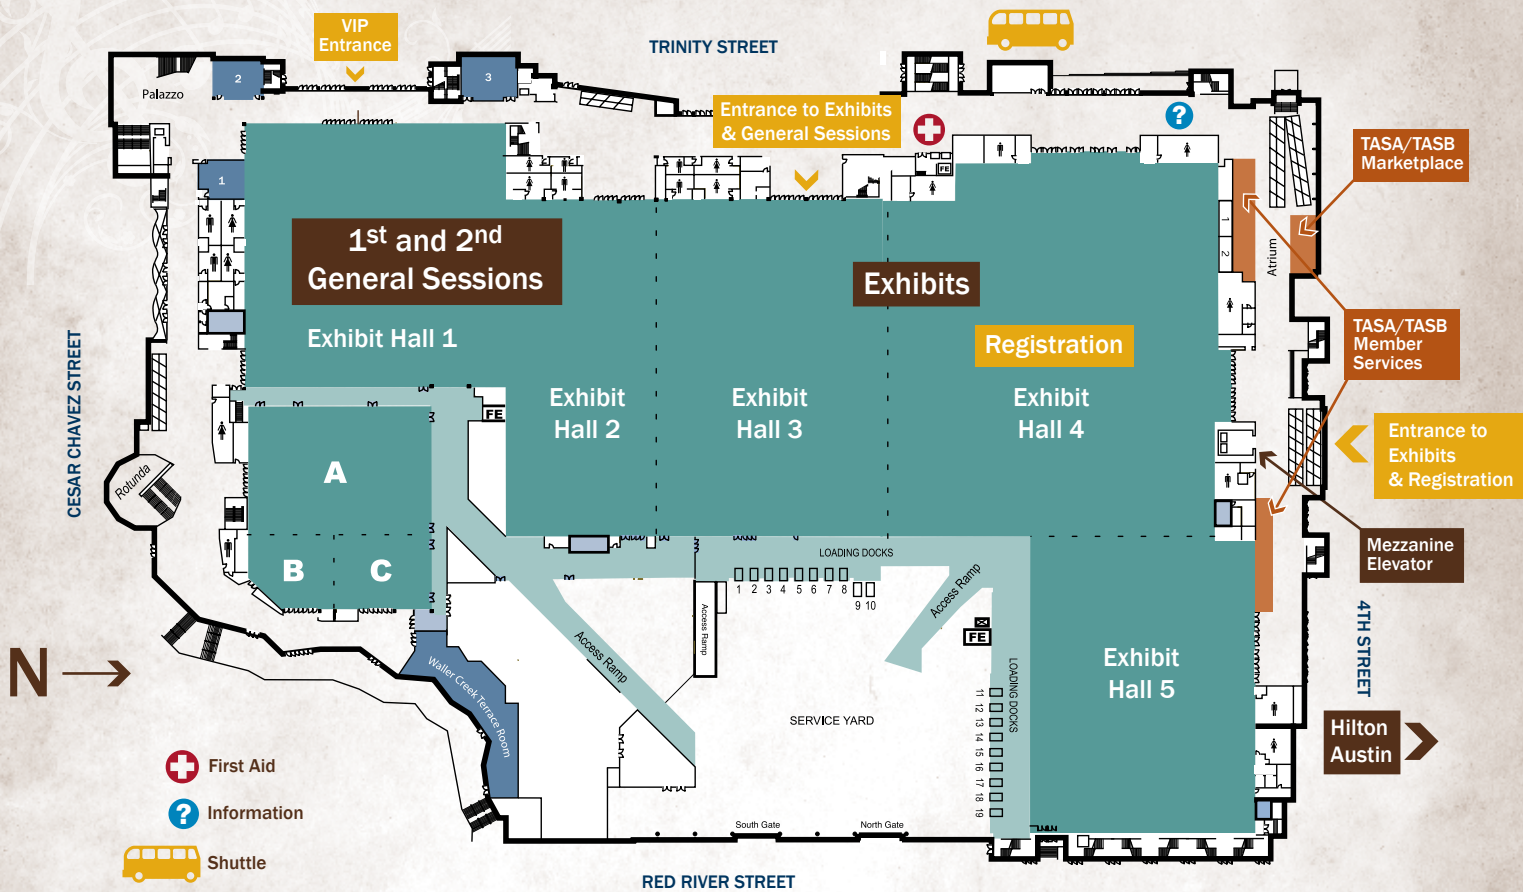 VIP
Entrance
TRINITY STREET
2
3
Palazzo
Entrance to Exhibits
& General Sessions
?
TASA/TASB
Marketplace
FE
1
1st and 2nd
General Sessions
1
2
Atrium
Exhibits
Exhibit Hall 1
Registration
TASA/TASB
Member
Services
CESAR CHAVEZ STREET
Exhibit
Hall 2
Exhibit
Hall 3
Exhibit
Hall 4
FE
Entrance to
Exhibits
& Registration
A
Rotunda
B
C
LOADING DOCKS
Mezzanine
Elevator
1 2 3 4 5 6 7 8
9 10
Access Ramp
Access Ramp
Access Ramp
FE
4TH STREET
N
Waller Creek Terrace Room
LOADING DOCKS
Exhibit
Hall 5
11
12
13
14
15
16
17
18
19
SERVICE YARD
Hilton
Austin
First Aid
?
Information
Shuttle
South Gate
North Gate
RED RIVER STREET